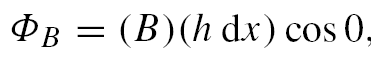 Φ_B = (B)(h dx) cos 0,